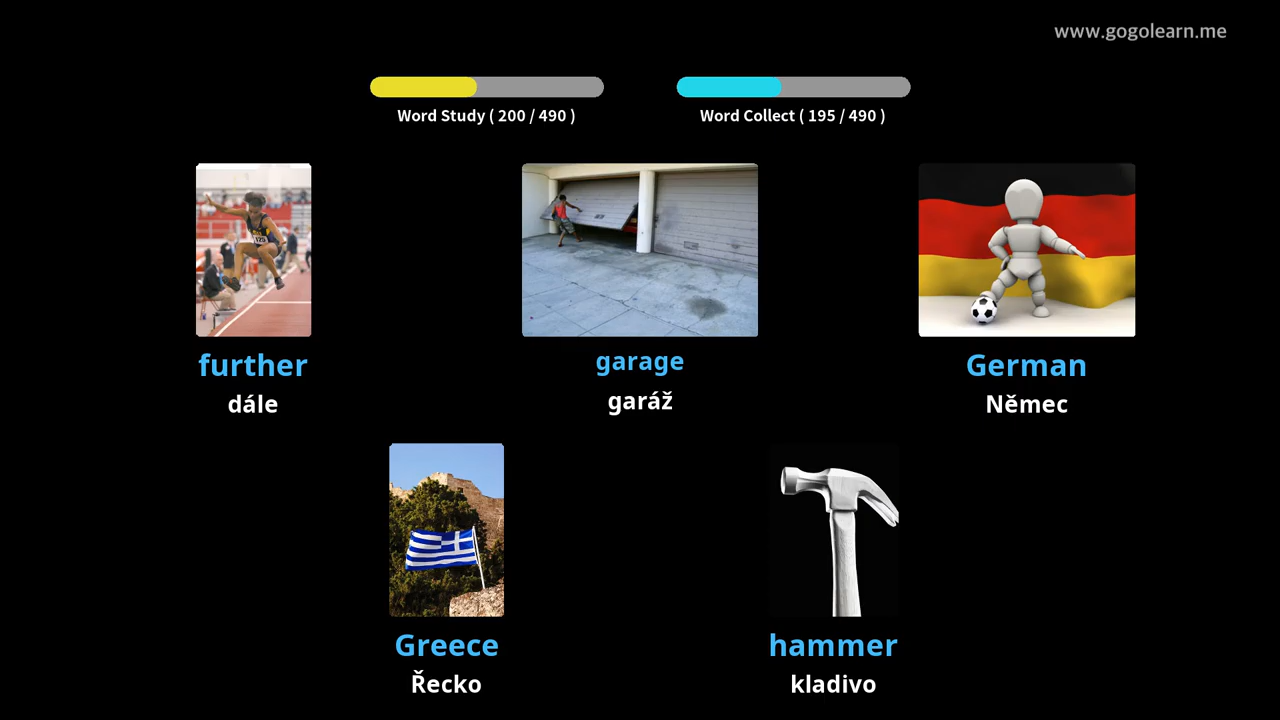 www.gogolearn.me
Word Study ( 200 / 490 )
Word Collect ( 195 / 490 )
further
dále
garage
garáž
German
Němec
Greece
Řecko
hammer
kladivo